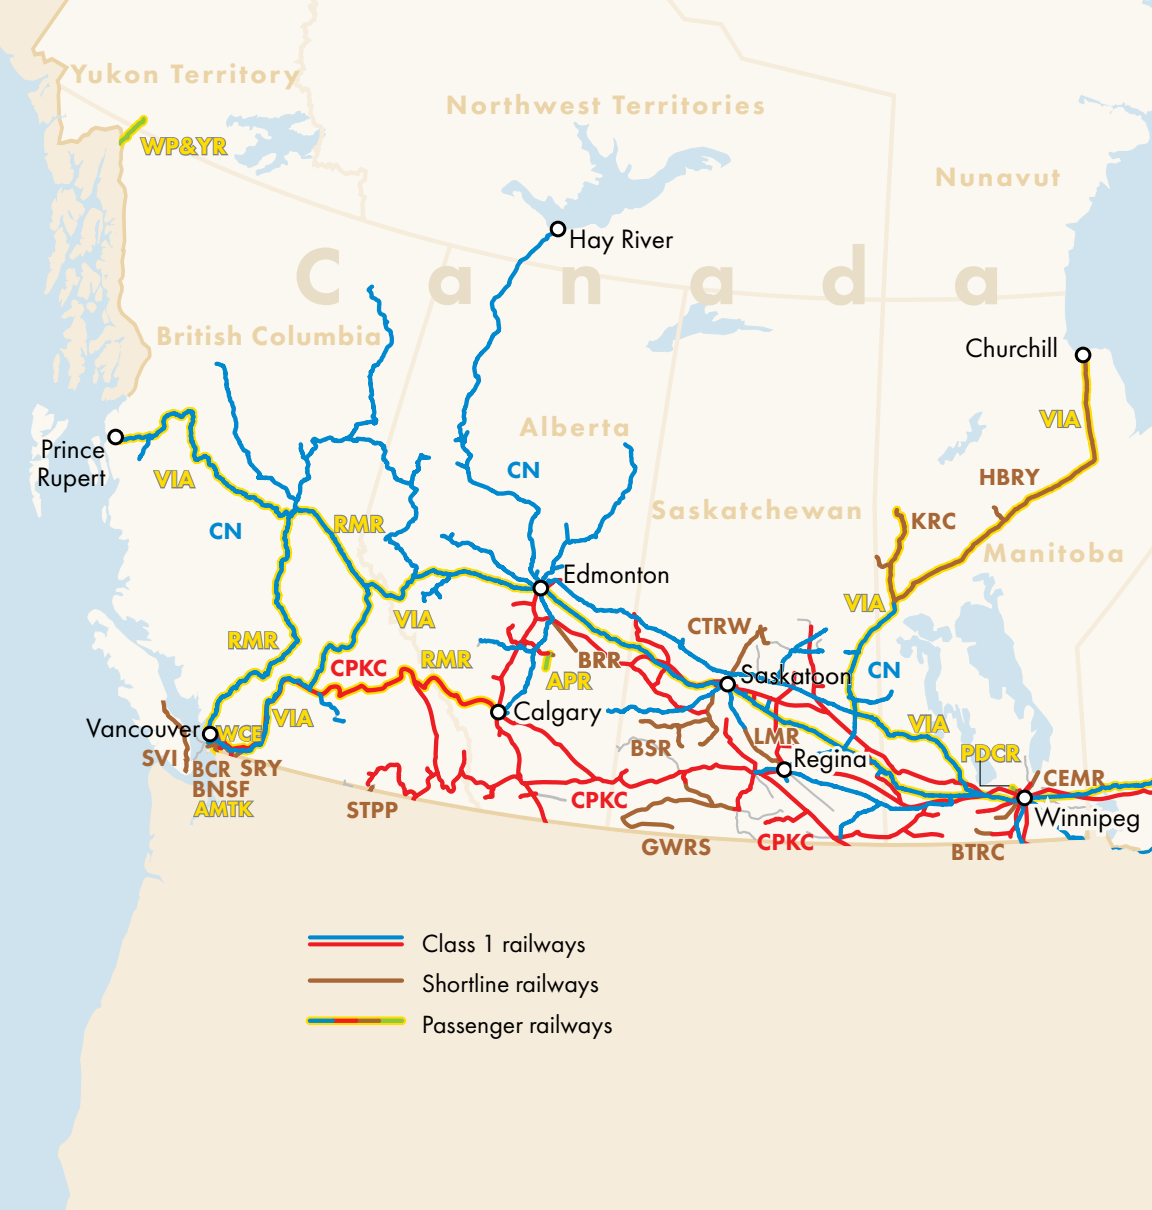 Yukon Territory
Northwest Territories
WP&YR
Nunavut
Hay River
Canada
British Columbia
Churchill
VIA
Alberta
Prince
Rupert
VIA
CN
HBRY
Saskatchewan
KRC
CN
RMR
Manitoba
Edmonton
VIA
VIA
CTRW
RMR
CPKC
RMR
BRR
CN
Saskatoon
APR
Calgary
VIA
VIA
Vancouver
WCE
LMR
BSR
PDCR
SVI
BCR
SRY
Regina
CEMR
BNSF
AMTK
STPP
CPKC
Winnipeg
GWRS
CPKC
BTRC
Class 1 railways
Shortline railways
Passenger railways